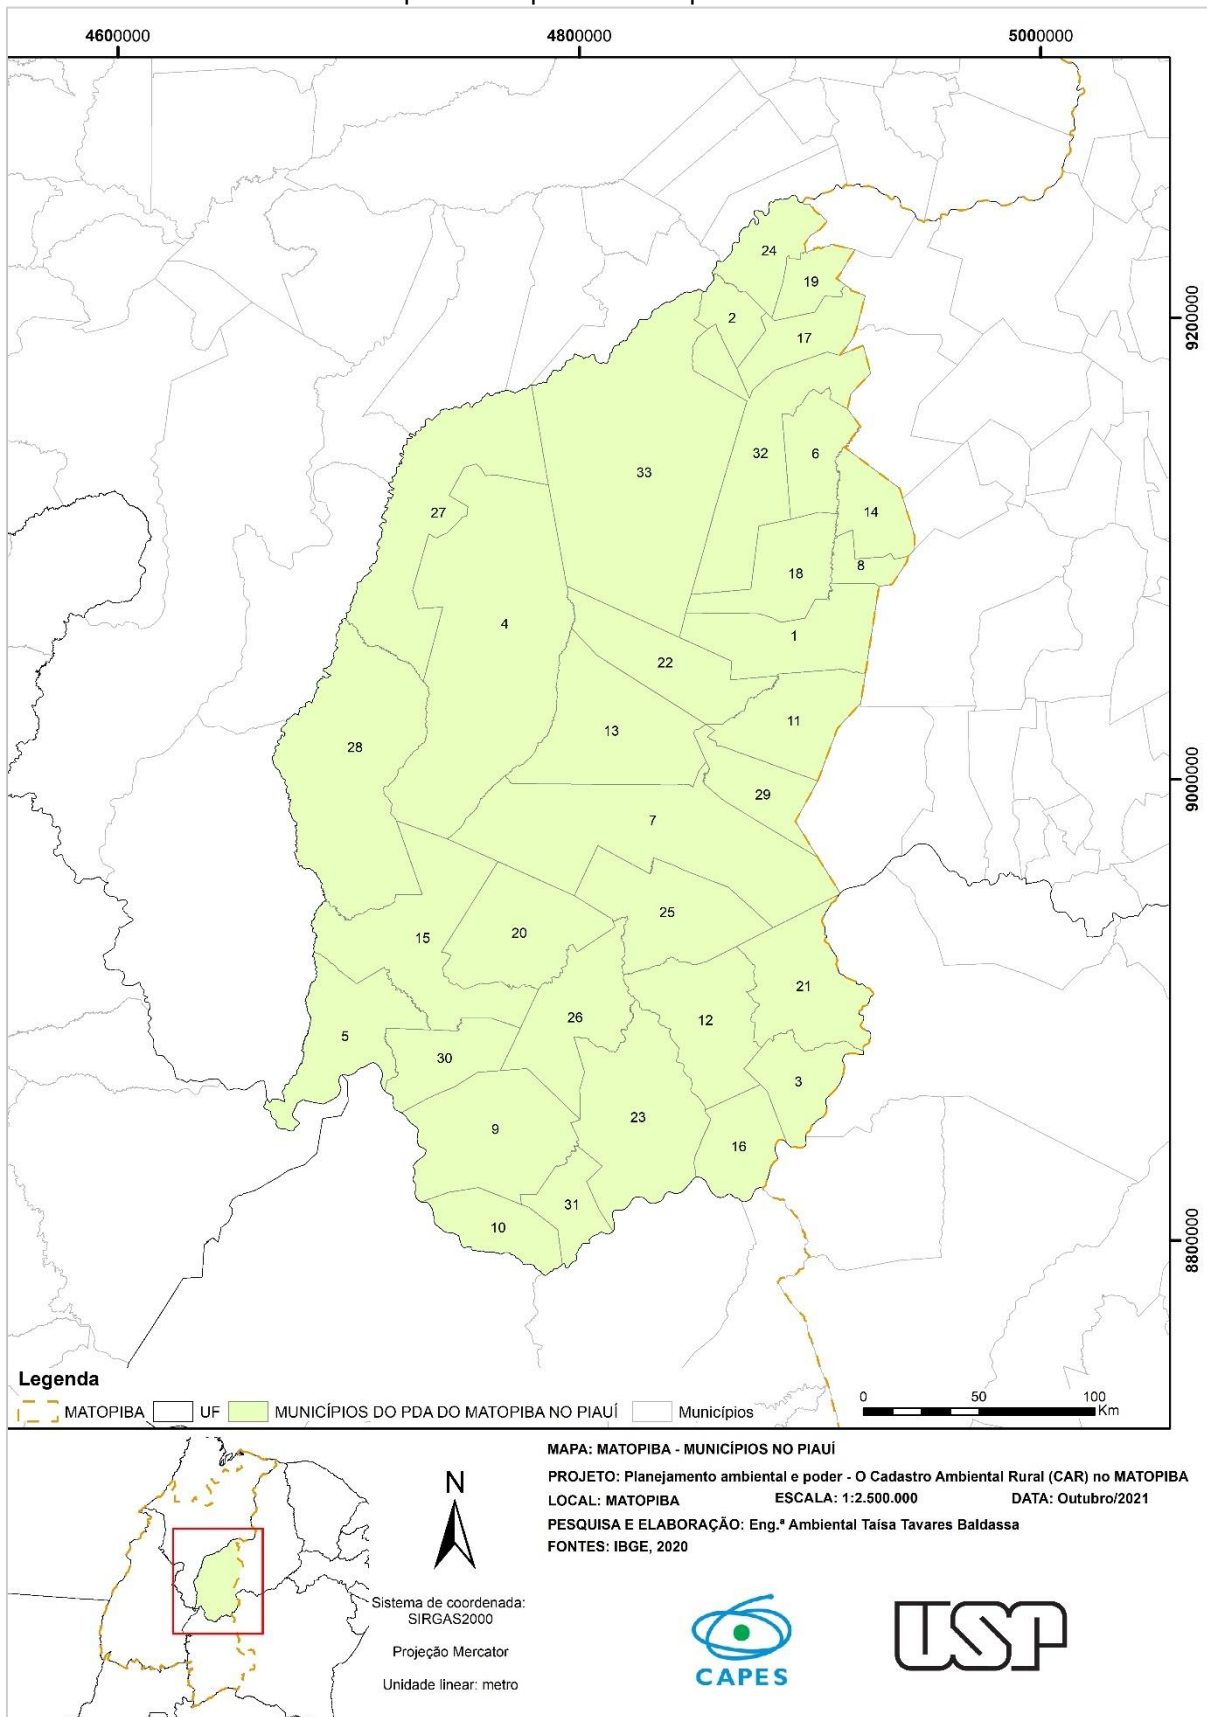 4600000 4800000 5000000
24
19
2
17
9200000
32 6
33
27
14
8
18
4
1
22
11
13
28
9000000
29
7
25
20
15
21
26
12
5
30
3
23
9
16
31
10
8800000
Legenda
0 50 100
Km
MATOPIBA UF MUNICÍPIOS DO PDA DO MATOPIBA NO PIAUÍ Municípios
MAPA: MATOPIBA - MUNICÍPIOS NO PIAUÍ
PROJETO: Planejamento ambiental e poder - O Cadastro Ambiental Rural (CAR) no MATOPIBA
LOCAL: MATOPIBA ESCALA: 1:2.500.000 DATA: Outubro/2021
PESQUISA E ELABORAÇÃO: Eng.ª Ambiental Taísa Tavares Baldassa
FONTES: IBGE, 2020
N
Sistema de coordenada:
SIRGAS2000
Projeção Mercator
Unidade linear: metro
CAPES
USP